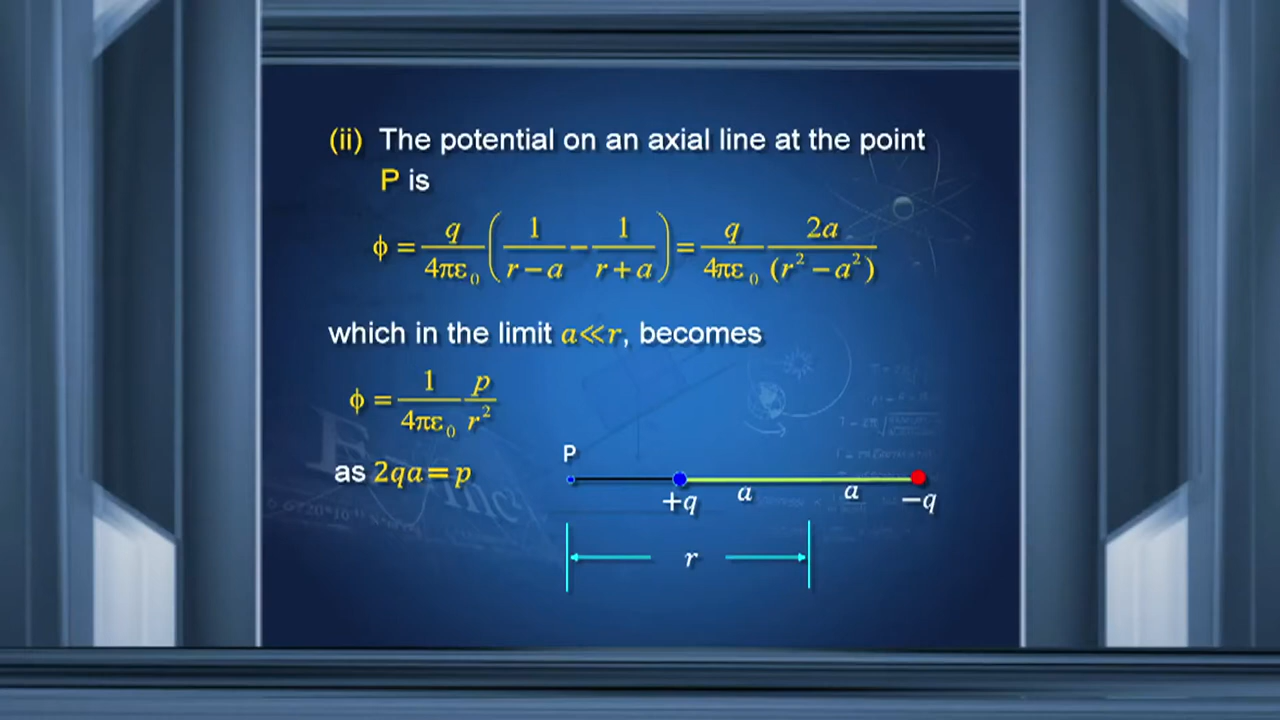 (ii) The potential on an axial line at the point
P is
ϕ = q/4πε₀ (1/r−a − 1/r+a) = q/4πε₀ 2a/(r²−a²)
which in the limit a≪r, becomes
ϕ = 1/4πε₀ p/r²
as 2qa=p
P
+q a a −q
r